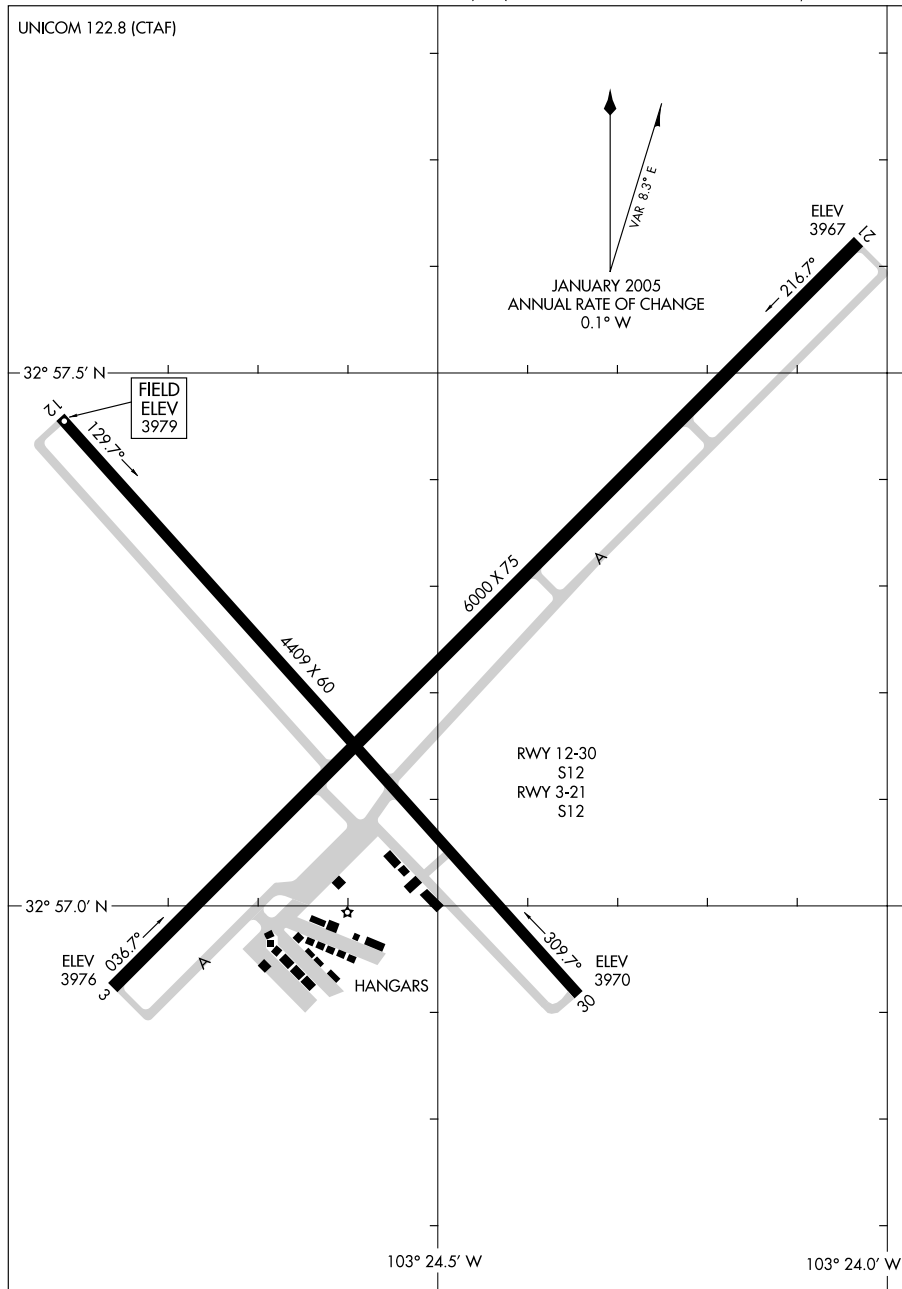 UNICOM 122.8 (CTAF)
VAR 8.3° E
JANUARY 2005
ANNUAL RATE OF CHANGE
0.1° W
ELEV
3967
21
216.7°
32° 57.5' N
FIELD
ELEV
3979
12
129.7°
A
6000 X 75
4409 X 60
RWY 12-30
S12
RWY 3-21
S12
32° 57.0' N
036.7°
ELEV
3976
3
A
HANGARS
309.7°
ELEV
3970
30
103° 24.5' W
103° 24.0' W